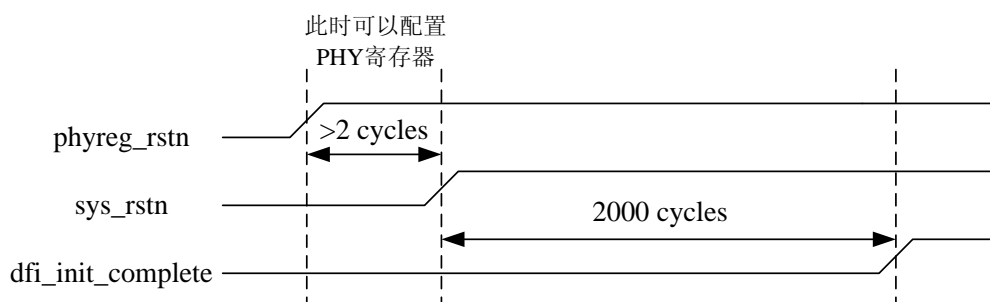 此时可以配置
PHY寄存器
phyreg_rstn
>2 cycles
sys_rstn
2000 cycles
dfi_init_complete